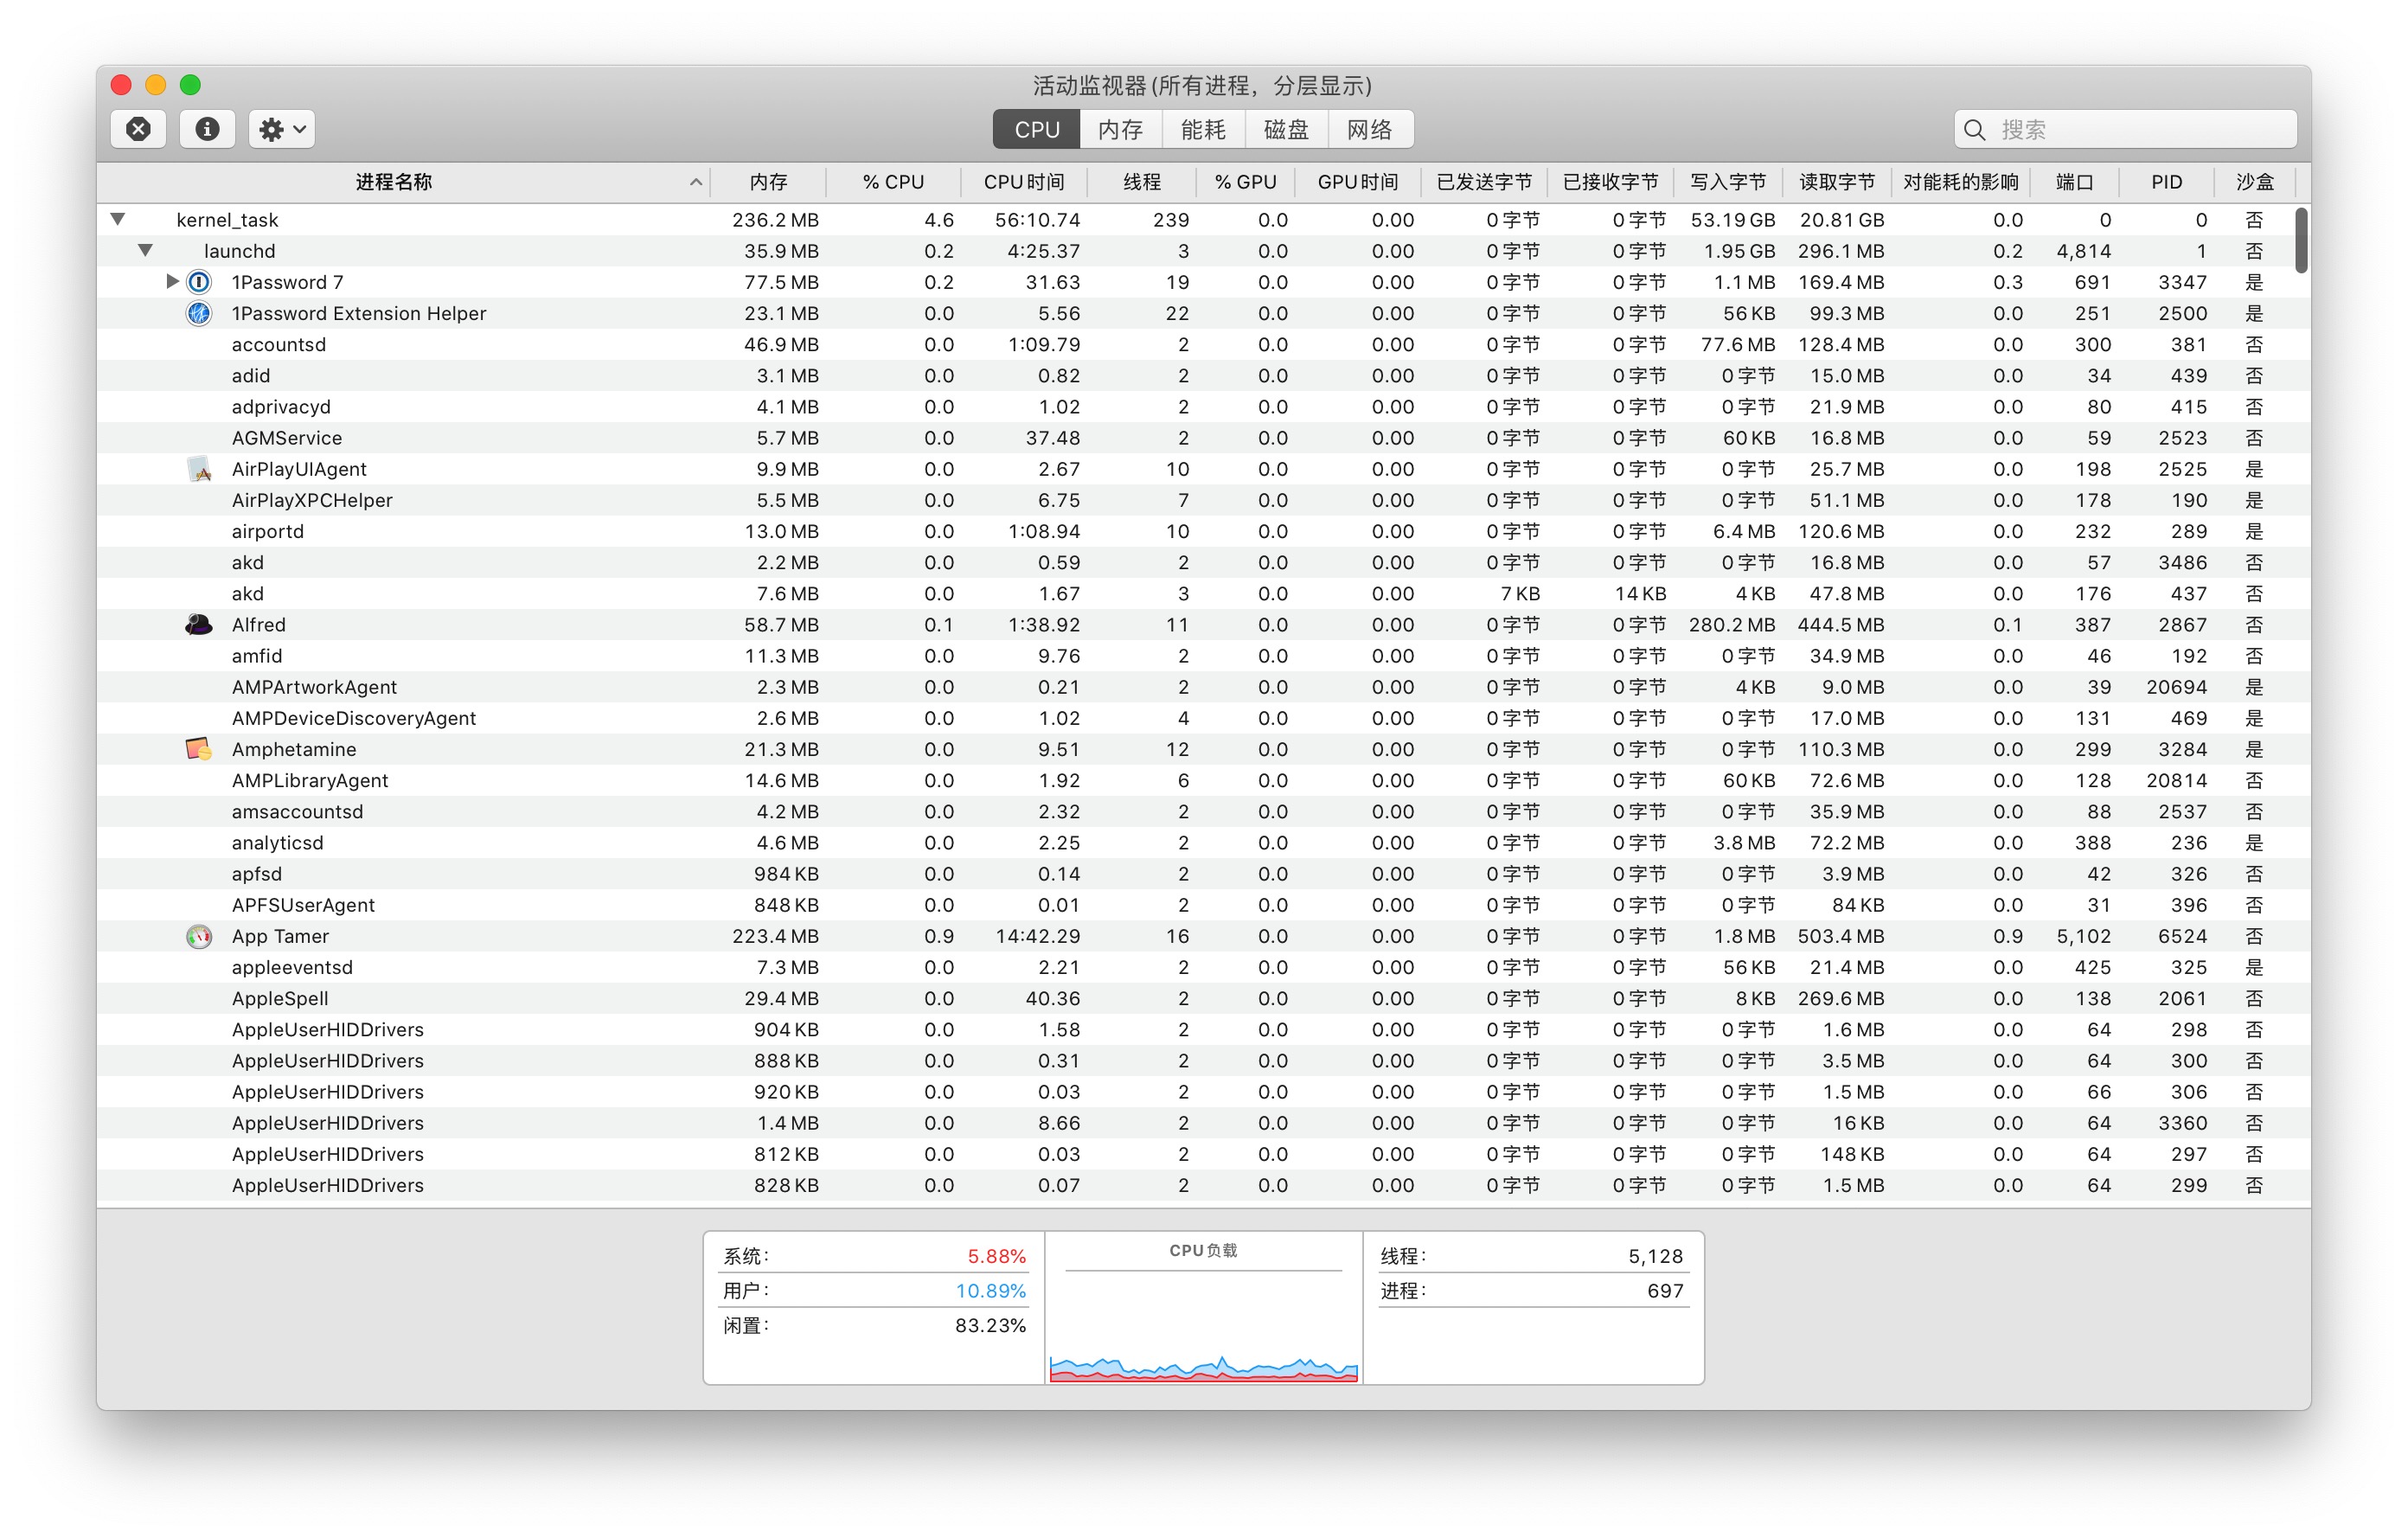 活动监视器(所有进程，分层显示)
CPU 内存 能耗 磁盘 网络 搜索
进程名称 内存 % CPU CPU时间 线程 % GPU GPU时间 已发送字节 已接收字节 写入字节 读取字节 对能耗的影响 端口 PID 沙盒
kernel_task 236.2 MB 4.6 56:10.74 239 0.0 0.00 0字节 0字节 53.19 GB 20.81 GB 0.0 0 0 否
launchd 35.9 MB 0.2 4:25.37 3 0.0 0.00 0字节 0字节 1.95 GB 296.1 MB 0.2 4,814 1 否
1Password 7 77.5 MB 0.2 31.63 19 0.0 0.00 0字节 0字节 1.1 MB 169.4 MB 0.3 691 3347 是
1Password Extension Helper 23.1 MB 0.0 5.56 22 0.0 0.00 0字节 0字节 56 KB 99.3 MB 0.0 251 2500 是
accountsd 46.9 MB 0.0 1:09.79 2 0.0 0.00 0字节 0字节 77.6 MB 128.4 MB 0.0 300 381 否
adid 3.1 MB 0.0 0.82 2 0.0 0.00 0字节 0字节 0字节 15.0 MB 0.0 34 439 否
adprivacyd 4.1 MB 0.0 1.02 2 0.0 0.00 0字节 0字节 0字节 21.9 MB 0.0 80 415 否
AGMService 5.7 MB 0.0 37.48 2 0.0 0.00 0字节 0字节 60 KB 16.8 MB 0.0 59 2523 否
AirPlayUIAgent 9.9 MB 0.0 2.67 10 0.0 0.00 0字节 0字节 0字节 25.7 MB 0.0 198 2525 是
AirPlayXPCHelper 5.5 MB 0.0 6.75 7 0.0 0.00 0字节 0字节 0字节 51.1 MB 0.0 178 190 是
airportd 13.0 MB 0.0 1:08.94 10 0.0 0.00 0字节 0字节 6.4 MB 120.6 MB 0.0 232 289 是
akd 2.2 MB 0.0 0.59 2 0.0 0.00 0字节 0字节 0字节 16.8 MB 0.0 57 3486 否
akd 7.6 MB 0.0 1.67 3 0.0 0.00 7 KB 14 KB 4 KB 47.8 MB 0.0 176 437 否
Alfred 58.7 MB 0.1 1:38.92 11 0.0 0.00 0字节 0字节 280.2 MB 444.5 MB 0.1 387 2867 否
amfid 11.3 MB 0.0 9.76 2 0.0 0.00 0字节 0字节 0字节 34.9 MB 0.0 46 192 否
AMPArtworkAgent 2.3 MB 0.0 0.21 2 0.0 0.00 0字节 0字节 4 KB 9.0 MB 0.0 39 20694 是
AMPDeviceDiscoveryAgent 2.6 MB 0.0 1.02 4 0.0 0.00 0字节 0字节 0字节 17.0 MB 0.0 131 469 是
Amphetamine 21.3 MB 0.0 9.51 12 0.0 0.00 0字节 0字节 0字节 110.3 MB 0.0 299 3284 是
AMPLibraryAgent 14.6 MB 0.0 1.92 6 0.0 0.00 0字节 0字节 60 KB 72.6 MB 0.0 128 20814 否
amsaccountsd 4.2 MB 0.0 2.32 2 0.0 0.00 0字节 0字节 0字节 35.9 MB 0.0 88 2537 否
analyticsd 4.6 MB 0.0 2.25 2 0.0 0.00 0字节 0字节 3.8 MB 72.2 MB 0.0 388 236 是
apfsd 984 KB 0.0 0.14 2 0.0 0.00 0字节 0字节 0字节 3.9 MB 0.0 42 326 否
APFSUserAgent 848 KB 0.0 0.01 2 0.0 0.00 0字节 0字节 0字节 84 KB 0.0 31 396 否
App Tamer 223.4 MB 0.9 14:42.29 16 0.0 0.00 0字节 0字节 1.8 MB 503.4 MB 0.9 5,102 6524 否
appleeventsd 7.3 MB 0.0 2.21 2 0.0 0.00 0字节 0字节 56 KB 21.4 MB 0.0 425 325 是
AppleSpell 29.4 MB 0.0 40.36 2 0.0 0.00 0字节 0字节 8 KB 269.6 MB 0.0 138 2061 否
AppleUserHIDDrivers 904 KB 0.0 1.58 2 0.0 0.00 0字节 0字节 0字节 1.6 MB 0.0 64 298 否
AppleUserHIDDrivers 888 KB 0.0 0.31 2 0.0 0.00 0字节 0字节 0字节 3.5 MB 0.0 64 300 否
AppleUserHIDDrivers 920 KB 0.0 0.03 2 0.0 0.00 0字节 0字节 0字节 1.5 MB 0.0 66 306 否
AppleUserHIDDrivers 1.4 MB 0.0 8.66 2 0.0 0.00 0字节 0字节 0字节 16 KB 0.0 64 3360 否
AppleUserHIDDrivers 812 KB 0.0 0.03 2 0.0 0.00 0字节 0字节 0字节 148 KB 0.0 64 297 否
AppleUserHIDDrivers 828 KB 0.0 0.07 2 0.0 0.00 0字节 0字节 0字节 1.5 MB 0.0 64 299 否
系统: 5.88% CPU负载 线程: 5,128
用户: 10.89% 进程: 697
闲置: 83.23%